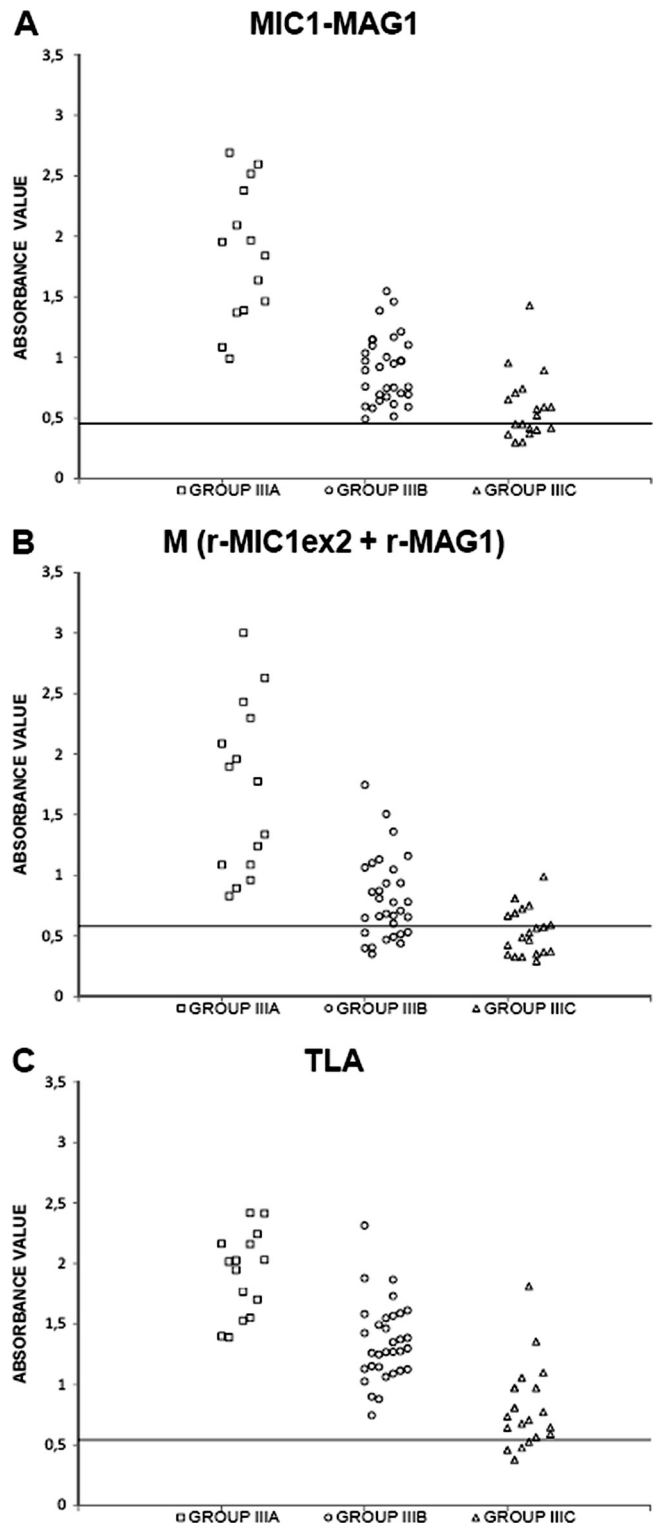 A MIC1-MAG1
3,5
3
2,5
2
1,5
1
0,5
0
ABSORBANCE VALUE
GROUP IIIA GROUP IIIB GROUP IIIC
B M (r-MIC1ex2 + r-MAG1)
3,5
3
2,5
2
1,5
1
0,5
0
ABSORBANCE VALUE
GROUP IIIA GROUP IIIB GROUP IIIC
C TLA
3,5
3
2,5
2
1,5
1
0,5
0
ABSORBANCE VALUE
GROUP IIIA GROUP IIIB GROUP IIIC